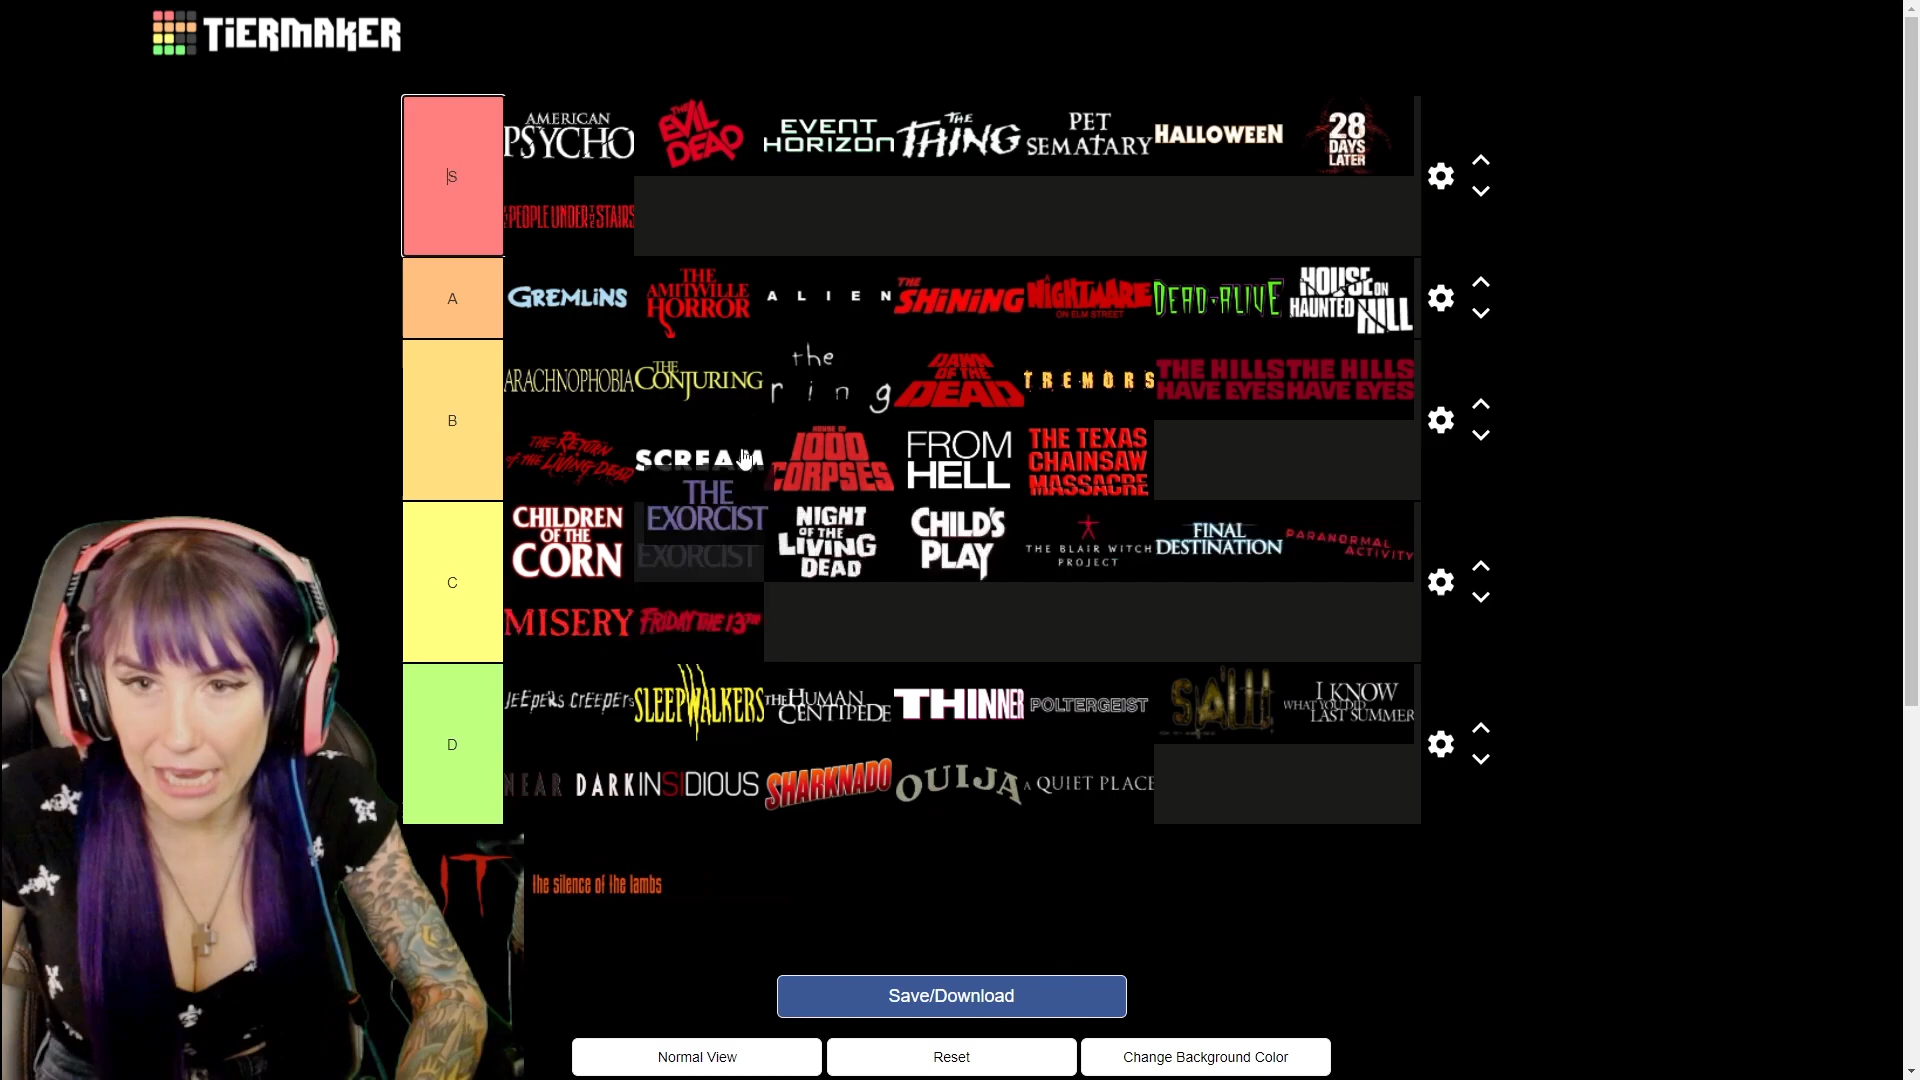 TiERMAKER
S
AMERICAN
PSYCHO
THE
EVIL
DEAD
EVENT
HORIZON
THE
THING
PET
SEMATARY
HALLOWEEN
28
DAYS
LATER
PEOPLE UNDER THE STAIRS
A
GREMLINS
THE
AMITYVILLE
HORROR
ALIEN
THE
SHINING
NIGHTMARE
ON ELM STREET
DEAD·ALIVE
HOUSE ON
HAUNTED HILL
B
ARACHNOPHOBIA
THE
CONJURING
the
ring
DAWN
OF THE
DEAD
TREMORS
THE HILLS
HAVE EYES
THE HILLS
HAVE EYES
THE RETURN
of the LIVING DEAD
SCREAM
HOUSE OF
1000
CORPSES
FROM
HELL
THE TEXAS
CHAINSAW
MASSACRE
C
CHILDREN
OF THE
CORN
THE
EXORCIST
EXORCIST
NIGHT
OF THE
LIVING
DEAD
CHILD'S
PLAY
THE BLAIR WITCH
PROJECT
FINAL
DESTINATION
PARANORMAL
ACTIVITY
MISERY
FRIDAY THE 13TH
D
JEEPERS CREEPERS
SLEEPWALKERS
THE HUMAN
CENTIPEDE
THINNER
POLTERGEIST
SAW
I KNOW
WHAT YOU DID
LAST SUMMER
NEAR DARK
INSIDIOUS
SHARKNADO
OUIJA
A QUIET PLACE
IT
the silence of the lambs
Save/Download
Normal View
Reset
Change Background Color